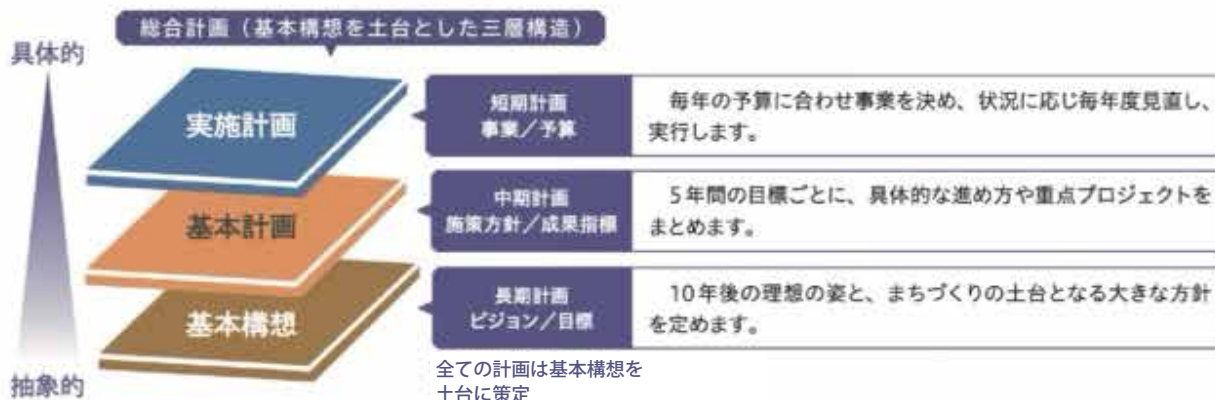 総合計画（基本構想を土台とした三層構造）
具体的
実施計画
短期計画
事業／予算
毎年の予算に合わせ事業を決め、状況に応じ毎年度見直し、
実行します。
基本計画
中期計画
施策方針／成果指標
5年間の目標ごとに、具体的な進め方や重点プロジェクトを
まとめます。
基本構想
長期計画
ビジョン／目標
10年後の理想の姿と、まちづくりの土台となる大きな方針
を定めます。
抽象的
全ての計画は基本構想を
土台に策定